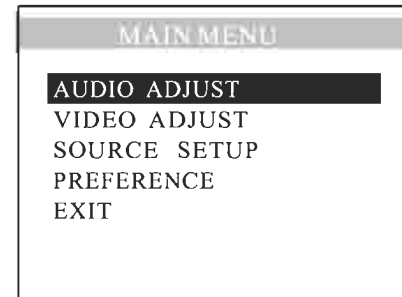 MAIN MENU
AUDIO ADJUST
VIDEO ADJUST
SOURCE SETUP
PREFERENCE
EXIT